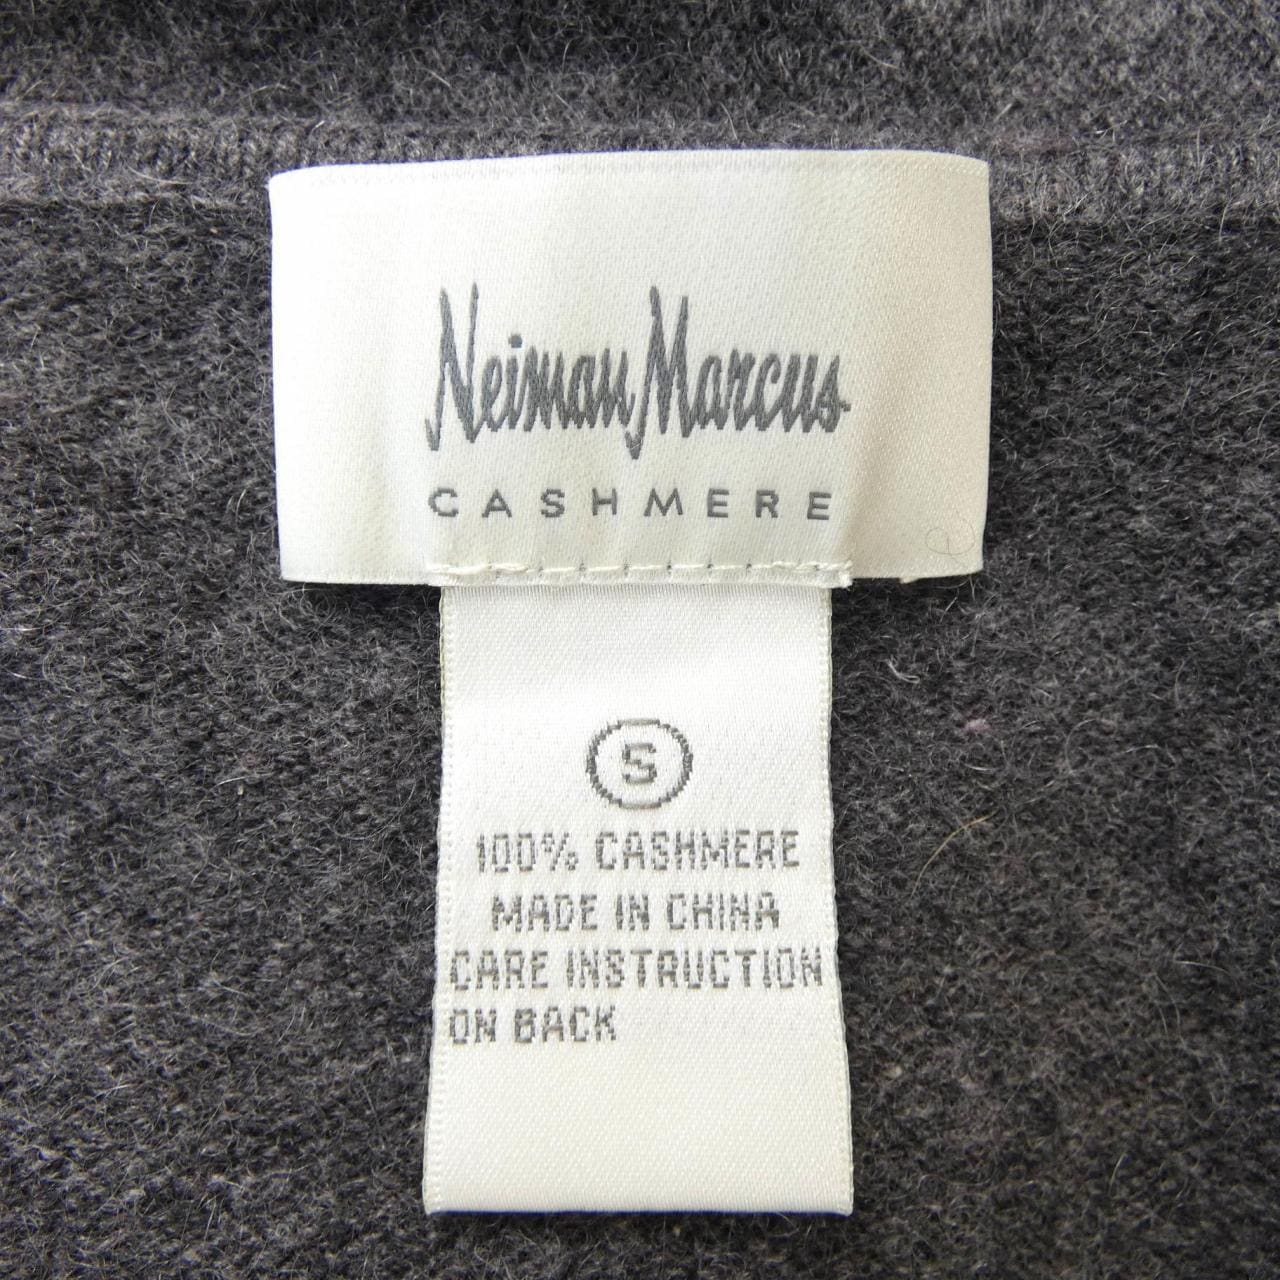 Neiman Marcus
CASHMERE
S
100% CASHMERE
MADE IN CHINA
CARE INSTRUCTION
ON BACK